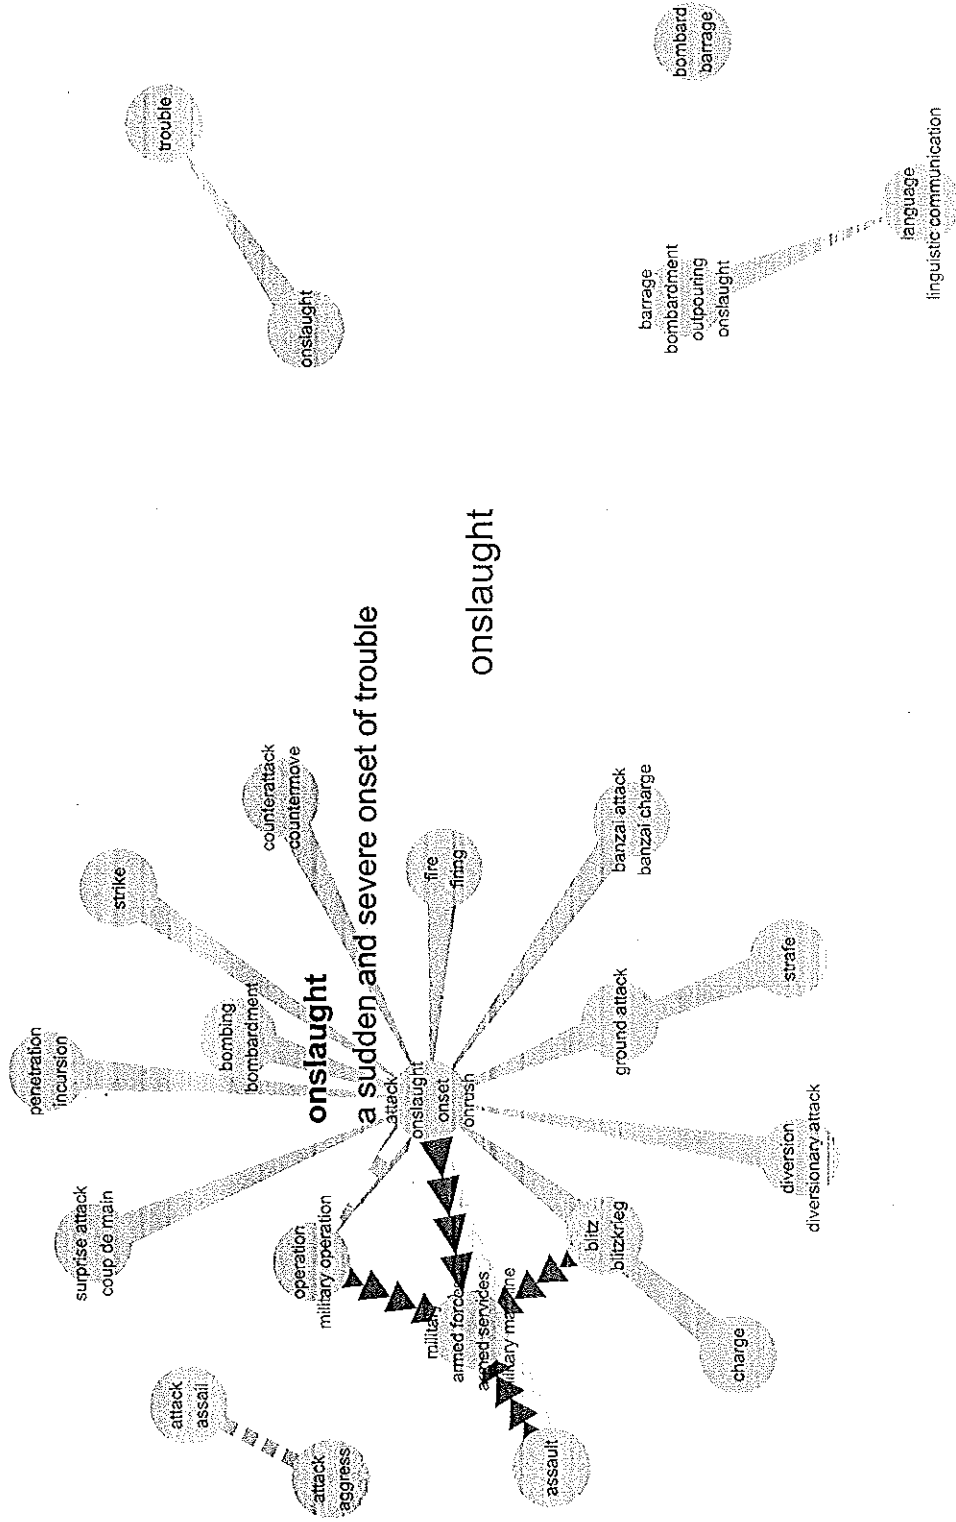 penetration
incursion
surprise attack
coup de main
strike
trouble
attack
assail
bombing
bombardment
counterattack
countermove
operation
military operation
attack
aggress
onslaught
a sudden and severe onset of trouble
onslaught
attack
onslaught
onset
onrush
fire
firing
military
armed forces
armed services
military machine
onslaught
assault
blitz
blitzkrieg
ground attack
banzai attack
banzai charge
barrage
bombardment
outpouring
onslaught
bombard
barrage
charge
strafe
diversion
diversionary attack
language
linguistic communication